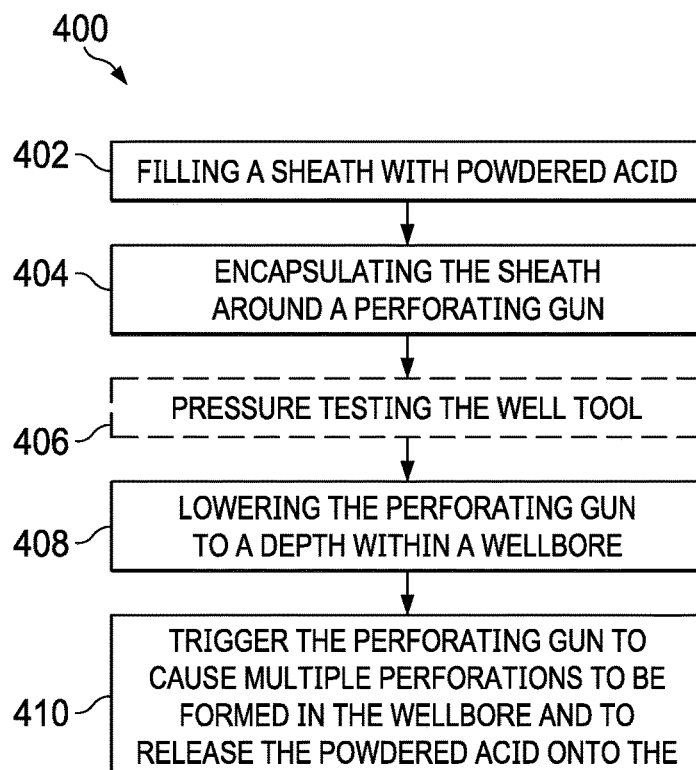 400
402
FILLING A SHEATH WITH POWDERED ACID
404
ENCAPSULATING THE SHEATH
AROUND A PERFORATING GUN
406
PRESSURE TESTING THE WELL TOOL
408
LOWERING THE PERFORATING GUN
TO A DEPTH WITHIN A WELLBORE
410
TRIGGER THE PERFORATING GUN TO
CAUSE MULTIPLE PERFORATIONS TO BE
FORMED IN THE WELLBORE AND TO
RELEASE THE POWDERED ACID ONTO THE